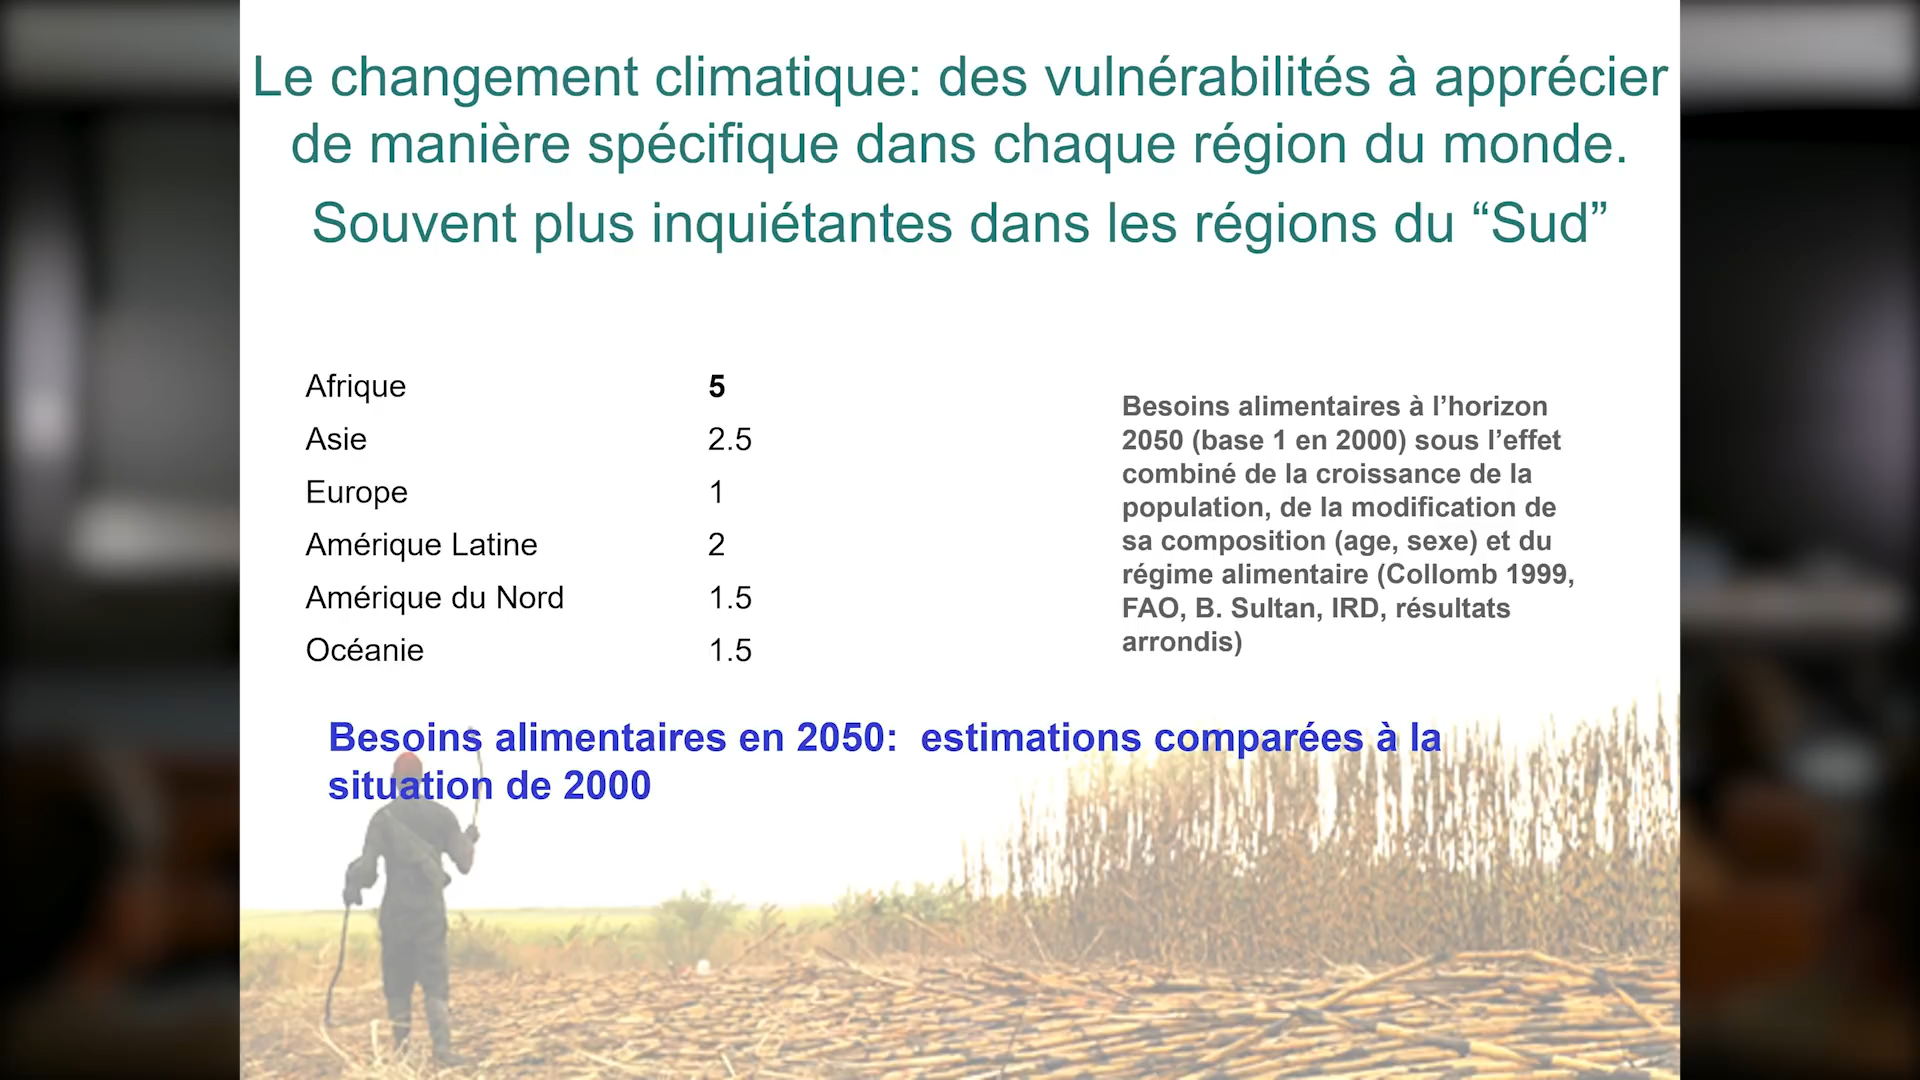 Le changement climatique: des vulnérabilités à apprécier
de manière spécifique dans chaque région du monde.
Souvent plus inquiétantes dans les régions du “Sud”
Afrique 5
Asie 2.5
Europe 1
Amérique Latine 2
Amérique du Nord 1.5
Océanie 1.5
Besoins alimentaires à l’horizon
2050 (base 1 en 2000) sous l’effet
combiné de la croissance de la
population, de la modification de
sa composition (age, sexe) et du
régime alimentaire (Collomb 1999,
FAO, B. Sultan, IRD, résultats
arrondis)
Besoins alimentaires en 2050:  estimations comparées à la
situation de 2000